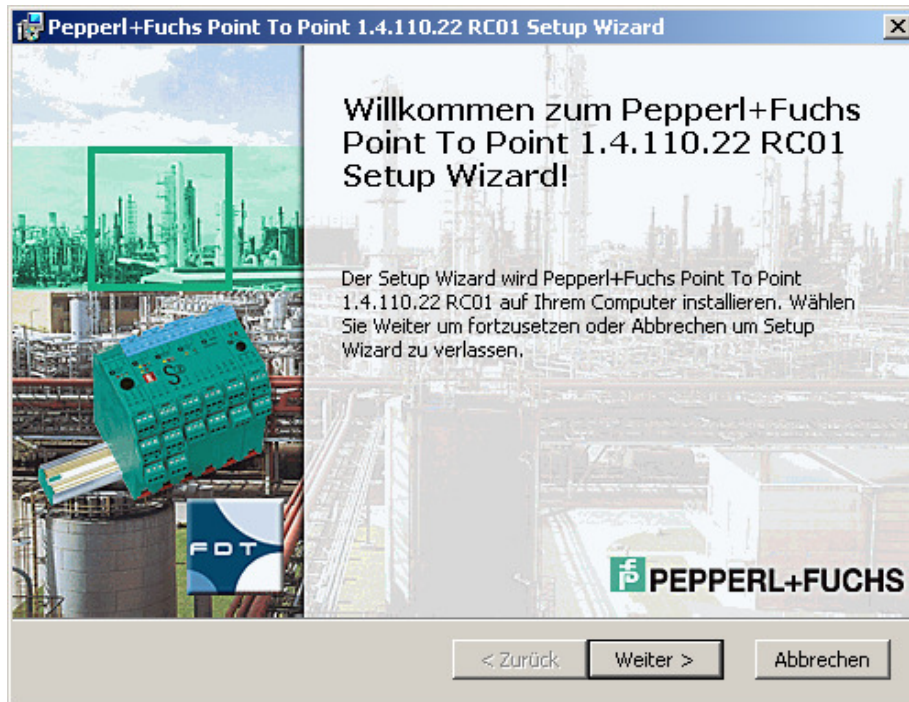 Pepperl+Fuchs Point To Point 1.4.110.22 RC01 Setup Wizard
Willkommen zum Pepperl+Fuchs
Point To Point 1.4.110.22 RC01
Setup Wizard!
Der Setup Wizard wird Pepperl+Fuchs Point To Point
1.4.110.22 RC01 auf Ihrem Computer installieren. Wählen
Sie Weiter um fortzusetzen oder Abbrechen um Setup
Wizard zu verlassen.
FDT
PEPPERL+FUCHS
< Zurück
Weiter >
Abbrechen